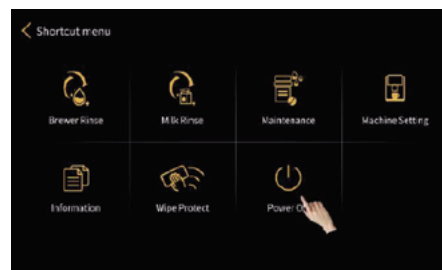 Shortcut menu
Brewer Rinse
Milk Rinse
Maintenance
Machine Setting
Information
Wipe Protect
Power